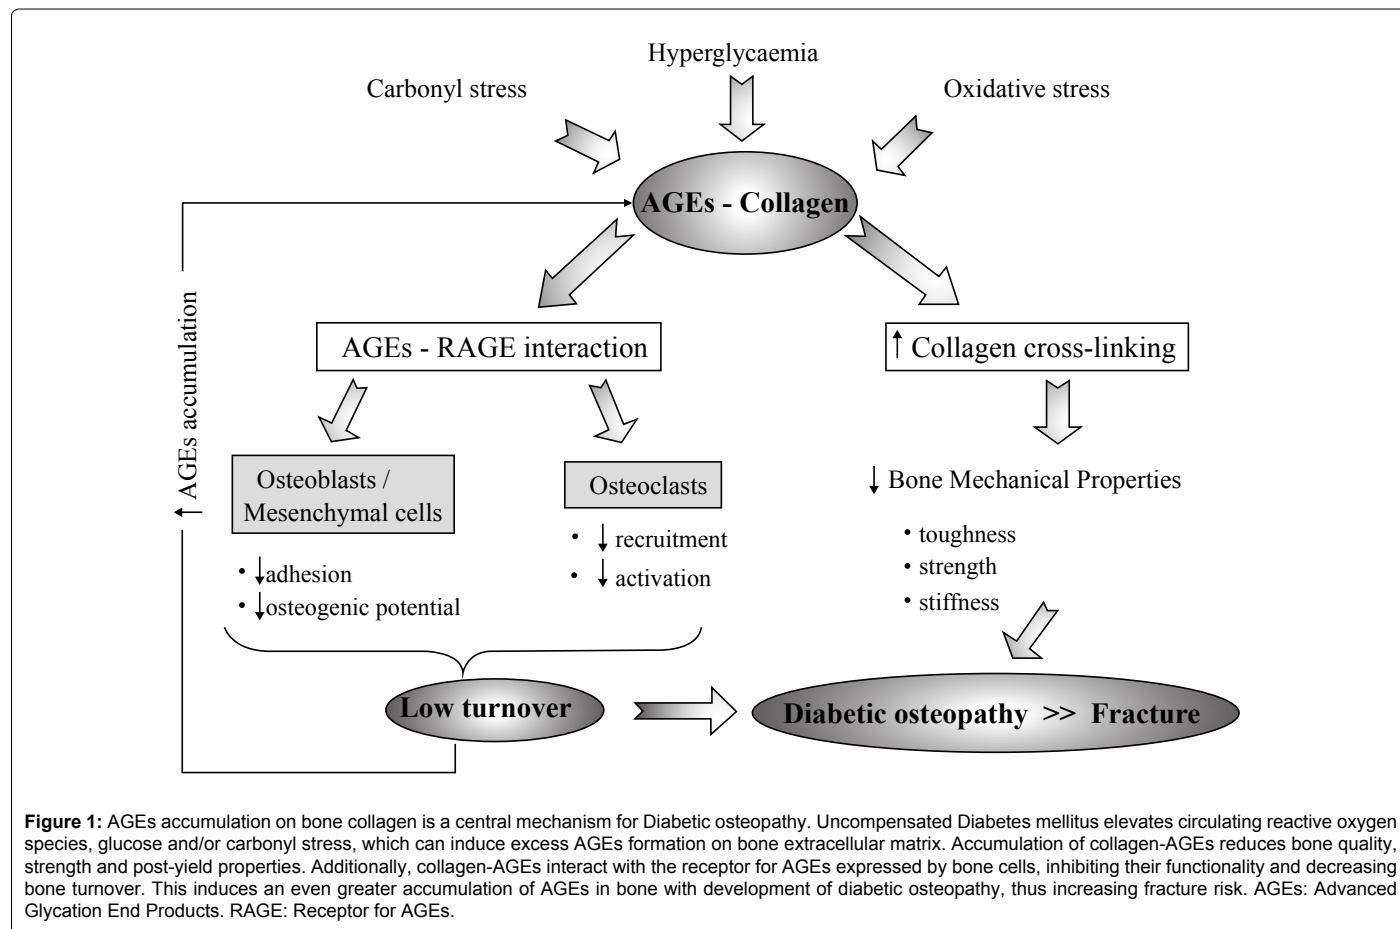 Hyperglycaemia
Carbonyl stress
Oxidative stress
AGEs - Collagen
↑ AGEs accumulation
AGEs - RAGE interaction
↑ Collagen cross-linking
Osteoblasts /
Mesenchymal cells
Osteoclasts
↓ Bone Mechanical Properties
• ↓ adhesion
• ↓ osteogenic potential
• ↓ recruitment
• ↓ activation
• toughness
• strength
• stiffness
Low turnover
Diabetic osteopathy >> Fracture
Figure 1: AGEs accumulation on bone collagen is a central mechanism for Diabetic osteopathy. Uncompensated Diabetes mellitus elevates circulating reactive oxygen
species, glucose and/or carbonyl stress, which can induce excess AGEs formation on bone extracellular matrix. Accumulation of collagen-AGEs reduces bone quality,
strength and post-yield properties. Additionally, collagen-AGEs interact with the receptor for AGEs expressed by bone cells, inhibiting their functionality and decreasing
bone turnover. This induces an even greater accumulation of AGEs in bone with development of diabetic osteopathy, thus increasing fracture risk. AGEs: Advanced
Glycation End Products. RAGE: Receptor for AGEs.